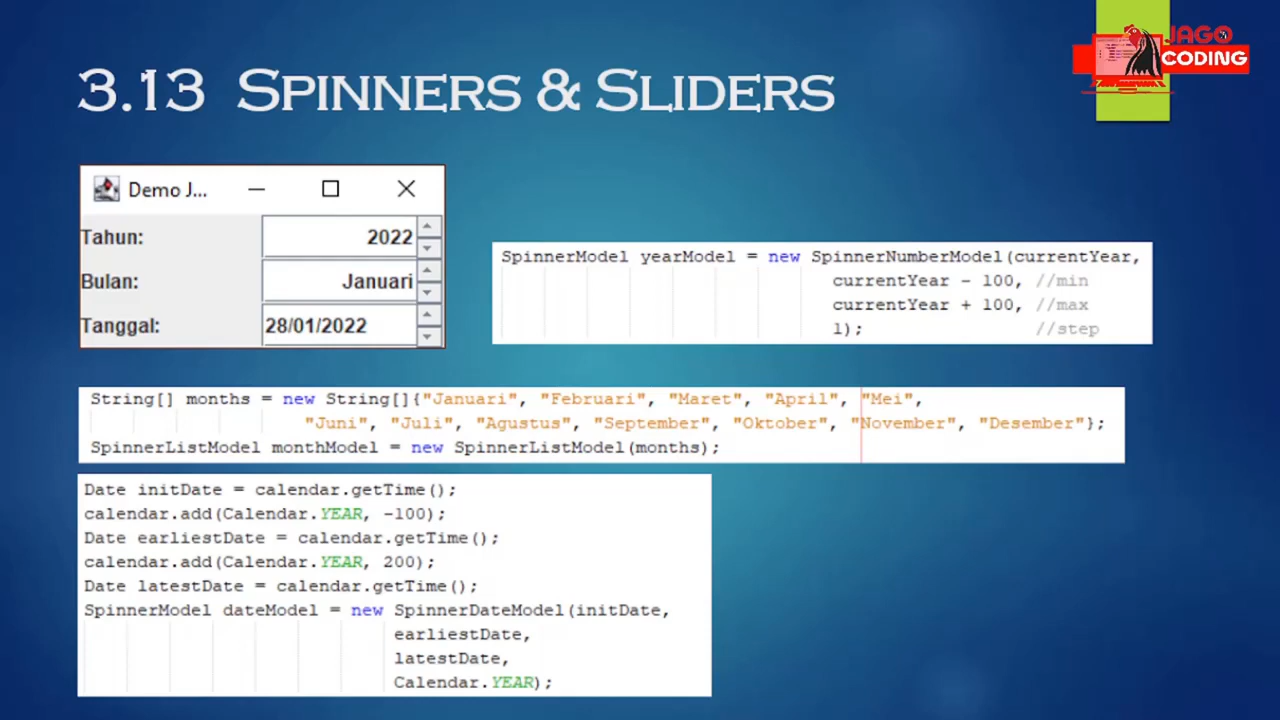 JAGO
CODING
3.13 SPINNERS & SLIDERS
Demo J...
Tahun: 2022
Bulan: Januari
Tanggal: 28/01/2022
SpinnerModel yearModel = new SpinnerNumberModel(currentYear,
currentYear - 100, //min
currentYear + 100, //max
1); //step
String[] months = new String[]{"Januari", "Februari", "Maret", "April", "Mei",
"Juni", "Juli", "Agustus", "September", "Oktober", "November", "Desember"};
SpinnerListModel monthModel = new SpinnerListModel(months);
Date initDate = calendar.getTime();
calendar.add(Calendar.YEAR, -100);
Date earliestDate = calendar.getTime();
calendar.add(Calendar.YEAR, 200);
Date latestDate = calendar.getTime();
SpinnerModel dateModel = new SpinnerDateModel(initDate,
earliestDate,
latestDate,
Calendar.YEAR);